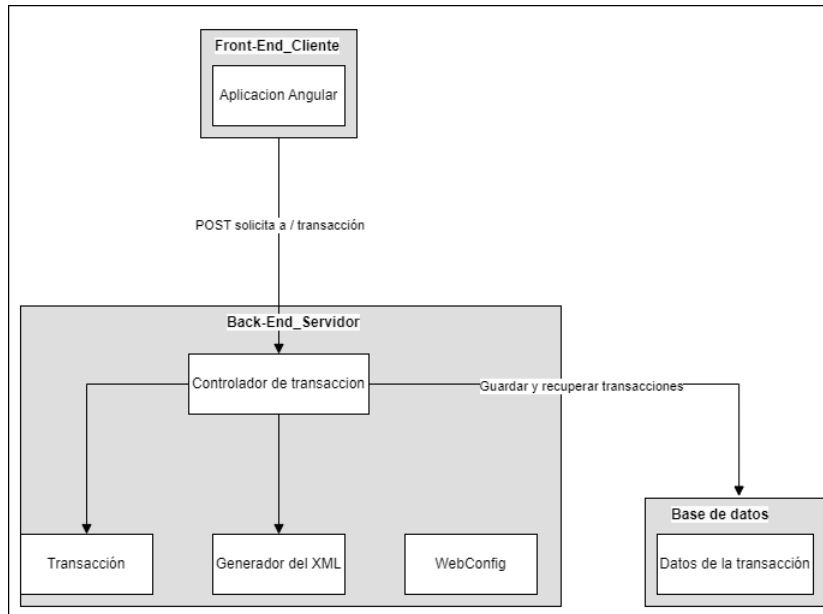 Front-End_Cliente
Aplicacion Angular
POST solicita a / transacción
Back-End_Servidor
Controlador de transaccion
Guardar y recuperar transacciones
Transacción
Generador del XML
WebConfig
Base de datos
Datos de la transacción